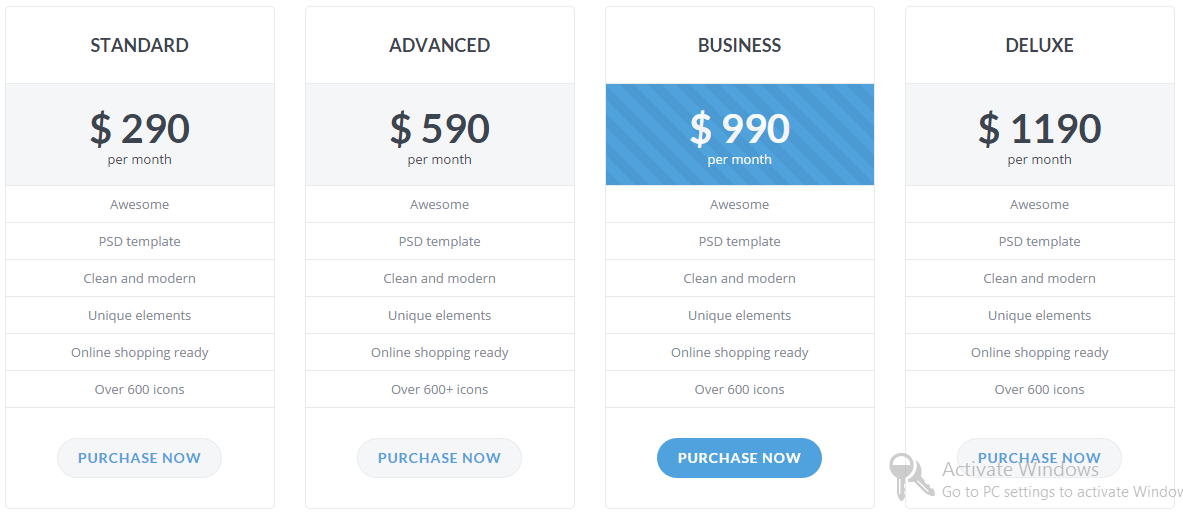 STANDARD
$ 290
per month
Awesome
PSD template
Clean and modern
Unique elements
Online shopping ready
Over 600 icons
PURCHASE NOW
ADVANCED
$ 590
per month
Awesome
PSD template
Clean and modern
Unique elements
Online shopping ready
Over 600+ icons
PURCHASE NOW
BUSINESS
$ 990
per month
Awesome
PSD template
Clean and modern
Unique elements
Online shopping ready
Over 600 icons
PURCHASE NOW
DELUXE
$ 1190
per month
Awesome
PSD template
Clean and modern
Unique elements
Online shopping ready
Over 600 icons
PURCHASE NOW
Activate Windows
Go to PC settings to activate Window